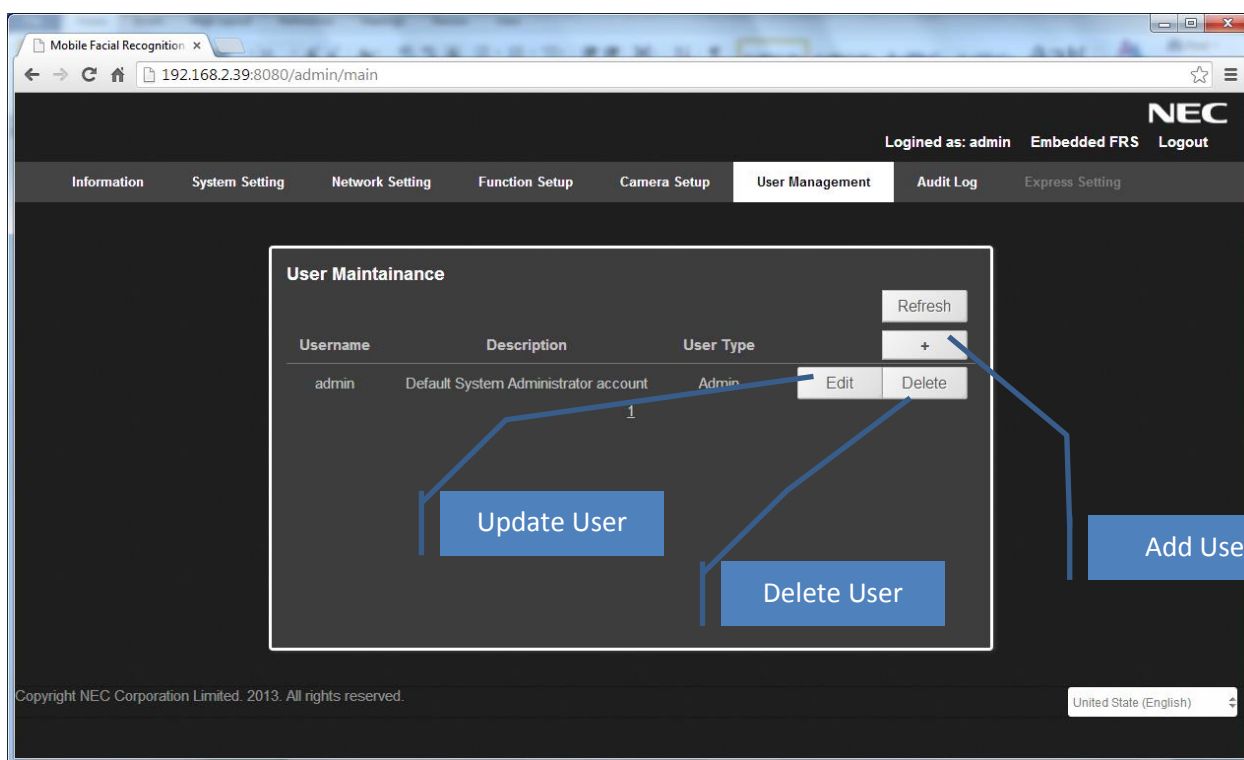 Mobile Facial Recognition
192.168.2.39:8080/admin/main
NEC
Logined as: admin Embedded FRS Logout
Information System Setting Network Setting Function Setup Camera Setup User Management Audit Log Express Setting
User Maintainance
Refresh
Username Description User Type +
admin Default System Administrator account Admin Edit Delete
1
Update User
Add Use
Delete User
Copyright NEC Corporation Limited. 2013. All rights reserved.
United State (English)